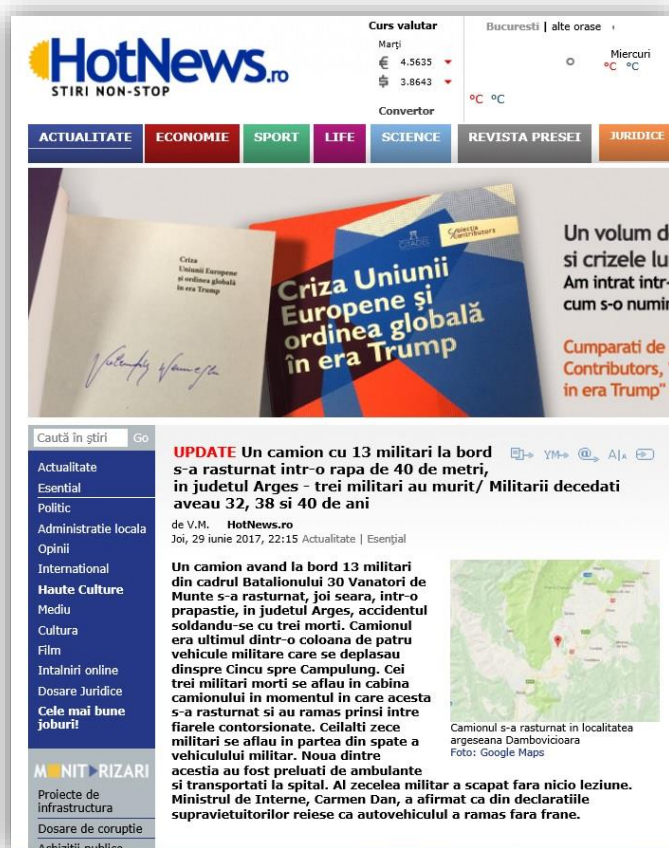 HotNews.ro
STIRI NON-STOP
Curs valutar
Marți
€ 4.5635
$ 3.8643
Convertor
Bucuresti | alte orase
Miercuri
°C °C
°C °C
ACTUALITATE ECONOMIE SPORT LIFE SCIENCE REVISTA PRESEI JURIDICE
Criza
Uniunii Europene
și ordinea globală
în era Trump
CITADEL
Colecția
Contributors
Criza Uniunii
Europene și
ordinea globală
în era Trump
Un volum d
si crizele lu
Am intrat intr-
cum s-o numin
Cumparati de
Contributors,
in era Trump"
Caută în știri Go
Actualitate
Esential
Politic
Administratie locala
Opinii
International
Haute Culture
Mediu
Cultura
Film
Intalniri online
Dosare Juridice
Cele mai bune
joburi!
M NIT RIZARI
Proiecte de
infrastructura
Dosare de coruptie
Achizitii publice
UPDATE Un camion cu 13 militari la bord
s-a rasturnat intr-o rapa de 40 de metri,
in judetul Arges - trei militari au murit/ Militarii decedati
aveau 32, 38 si 40 de ani
YM @ A|A
de V.M. HotNews.ro
Joi, 29 iunie 2017, 22:15 Actualitate | Esenţial
Un camion avand la bord 13 militari
din cadrul Batalionului 30 Vanatori de
Munte s-a rasturnat, joi seara, intr-o
prapastie, in judetul Arges, accidentul
soldandu-se cu trei morti. Camionul
era ultimul dintr-o coloana de patru
vehicule militare care se deplasau
dinspre Cincu spre Campulung. Cei
trei militari morti se aflau in cabina
camionului in momentul in care acesta
s-a rasturnat si au ramas prinsi intre
fiarele contorsionate. Ceilalti zece
militari se aflau in partea din spate a
vehiculului militar. Noua dintre
acestia au fost preluati de ambulante
si transportati la spital. Al zecelea militar a scapat fara nicio leziune.
Ministrul de Interne, Carmen Dan, a afirmat ca din declaratiile
supravietuitorilor reiese ca autovehiculul a ramas fara frane.
Camionul s-a rasturnat in localitatea
argeseana Dambovicioara
Foto: Google Maps